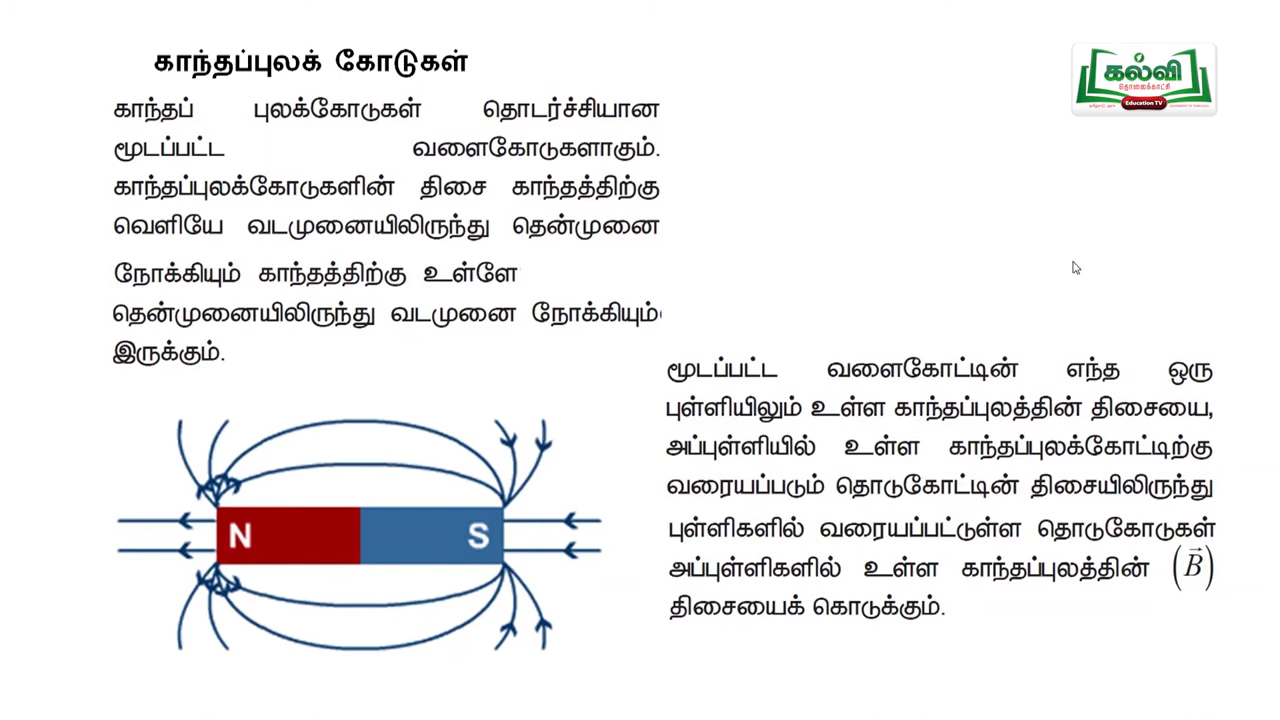 காந்தப்புலக் கோடுகள்
காந்தப் புலக்கோடுகள் தொடர்ச்சியான
மூடப்பட்ட வளைகோடுகளாகும்.
காந்தப்புலக்கோடுகளின் திசை காந்தத்திற்கு
வெளியே வடமுனையிலிருந்து தென்முனை
நோக்கியும் காந்தத்திற்கு உள்ளே
தென்முனையிலிருந்து வடமுனை நோக்கியும்
இருக்கும்.
N S
கல்வி
தொலைக்காட்சி
Education TV
மூடப்பட்ட வளைகோட்டின் எந்த ஒரு
புள்ளியிலும் உள்ள காந்தப்புலத்தின் திசையை,
அப்புள்ளியில் உள்ள காந்தப்புலக்கோட்டிற்கு
வரையப்படும் தொடுகோட்டின் திசையிலிருந்து
புள்ளிகளில் வரையப்பட்டுள்ள தொடுகோடுகள்
அப்புள்ளிகளில் உள்ள காந்தப்புலத்தின் (B⃗)
திசையைக் கொடுக்கும்.